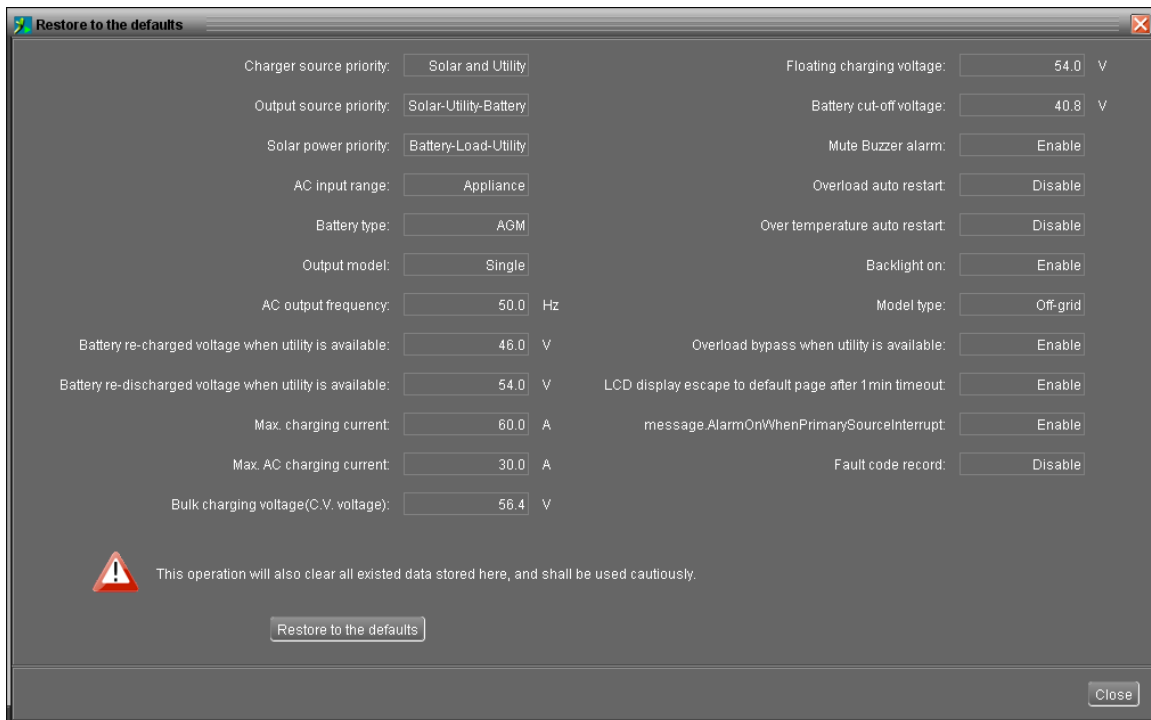 Restore to the defaults
Charger source priority: Solar and Utility
Output source priority: Solar-Utility-Battery
Solar power priority: Battery-Load-Utility
AC input range: Appliance
Battery type: AGM
Output model: Single
AC output frequency: 50.0 Hz
Battery re-charged voltage when utility is available: 46.0 V
Battery re-discharged voltage when utility is available: 54.0 V
Max. charging current: 60.0 A
Max. AC charging current: 30.0 A
Bulk charging voltage(C.V. voltage): 56.4 V
Floating charging voltage: 54.0 V
Battery cut-off voltage: 40.8 V
Mute Buzzer alarm: Enable
Overload auto restart: Disable
Over temperature auto restart: Disable
Backlight on: Enable
Model type: Off-grid
Overload bypass when utility is available: Enable
LCD display escape to default page after 1min timeout: Enable
message.AlarmOnWhenPrimarySourceInterrupt: Enable
Fault code record: Disable
This operation will also clear all existed data stored here, and shall be used cautiously.
Restore to the defaults
Close